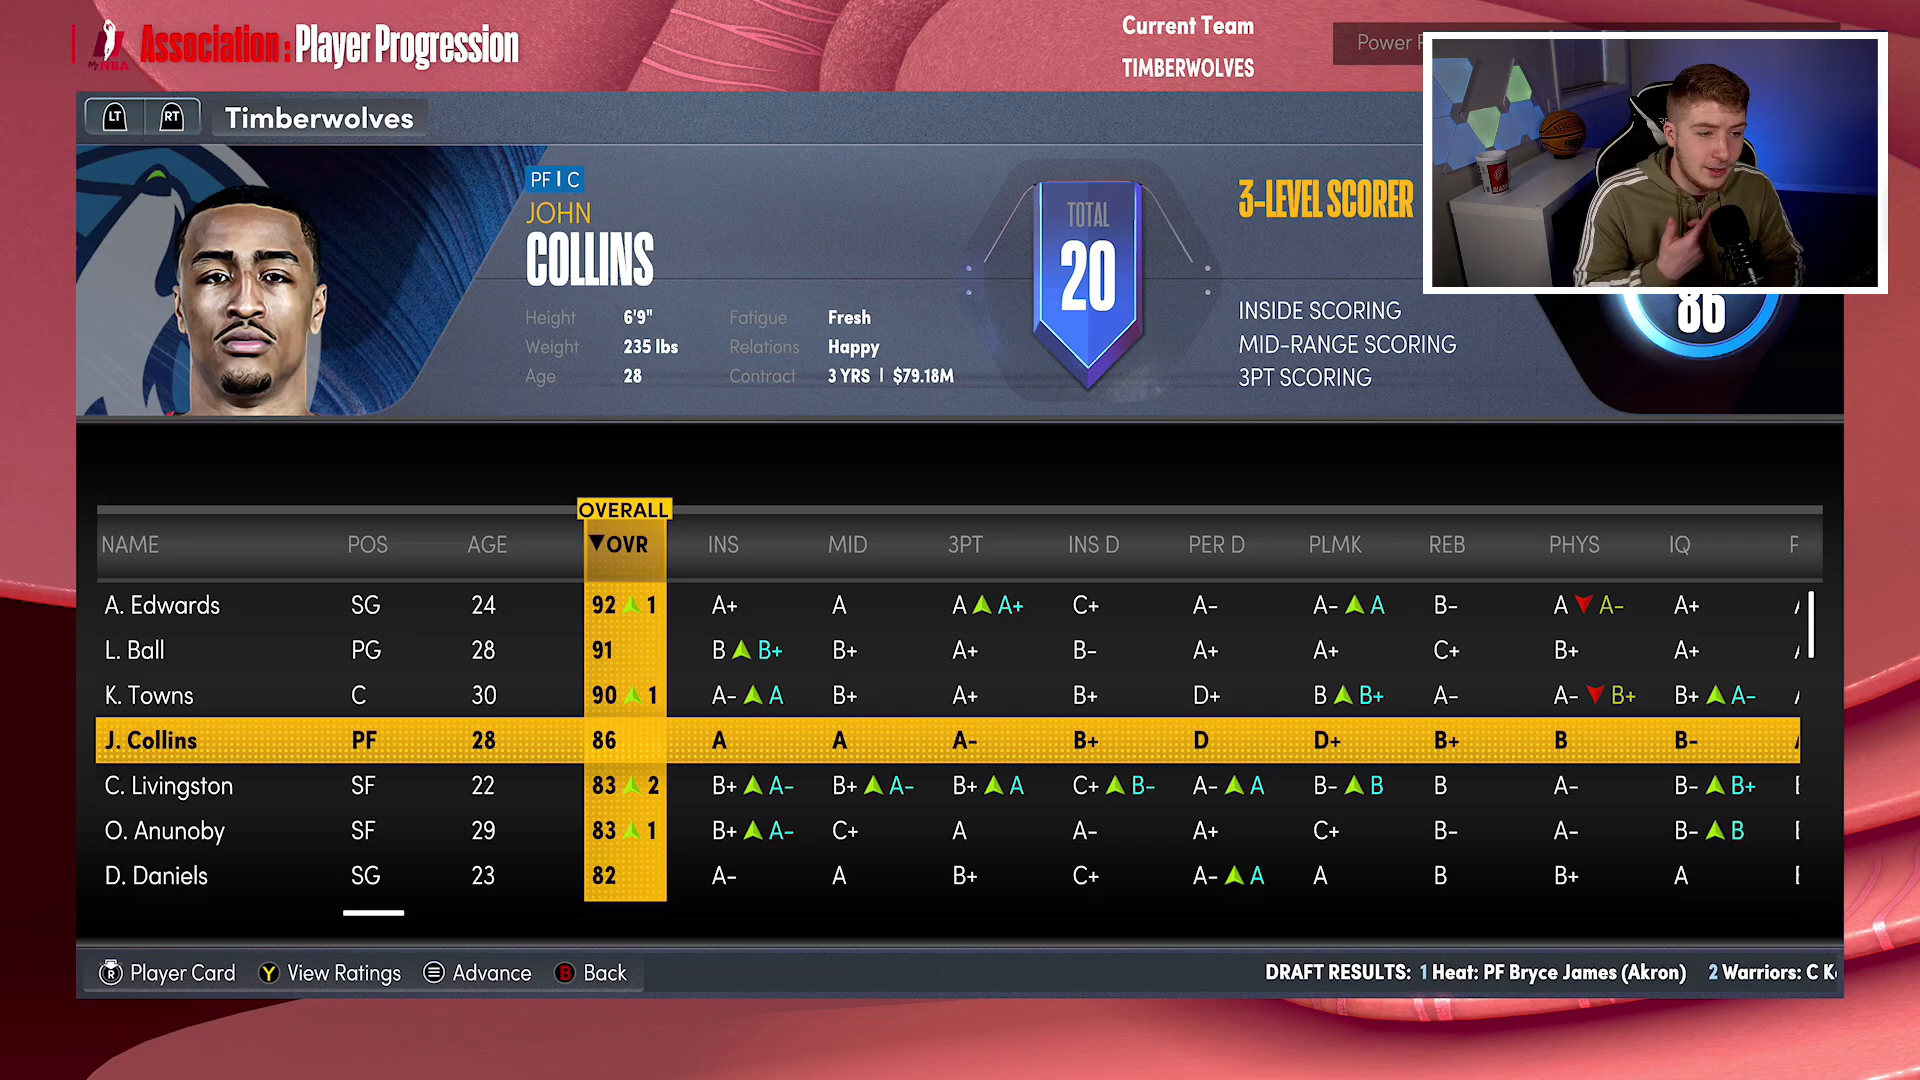 Association : Player Progression
MyNBA
Current Team
TIMBERWOLVES
Power
LT RT Timberwolves
PF | C
JOHN
COLLINS
Height 6'9" Fatigue Fresh
Weight 235 lbs Relations Happy
Age 28 Contract 3 YRS | $79.18M
TOTAL
20
3-LEVEL SCORER
INSIDE SCORING
MID-RANGE SCORING
3PT SCORING
86
OVERALL
NAME POS AGE ▼OVR INS MID 3PT INS D PER D PLMK REB PHYS IQ F
A. Edwards SG 24 92 ▲ 1 A+ A A ▲ A+ C+ A- A- ▲ A B- A ▼ A- A+
L. Ball PG 28 91 B ▲ B+ B+ A+ B- A+ A+ C+ B+ A+
K. Towns C 30 90 ▲ 1 A- ▲ A B+ A+ B+ D+ B ▲ B+ A- A- ▼ B+ B+ ▲ A-
J. Collins PF 28 86 A A A- B+ D D+ B+ B B-
C. Livingston SF 22 83 ▲ 2 B+ ▲ A- B+ ▲ A- B+ ▲ A C+ ▲ B- A- ▲ A B- ▲ B B A- B- ▲ B+
O. Anunoby SF 29 83 ▲ 1 B+ ▲ A- C+ A A- A+ C+ B- A- B- ▲ B
D. Daniels SG 23 82 A- A B+ C+ A- ▲ A A B B+ A
R Player Card Y View Ratings Advance B Back
DRAFT RESULTS: 1 Heat: PF Bryce James (Akron) 2 Warriors: C